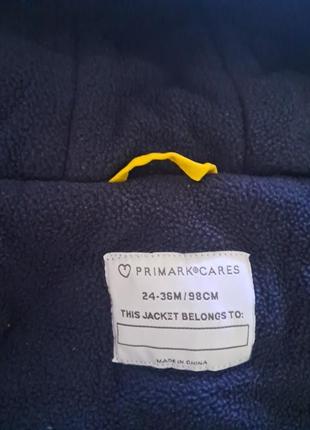 ♡ PRIMARK®CARES
24-36M/98CM
THIS JACKET BELONGS TO:
MADE IN CHINA